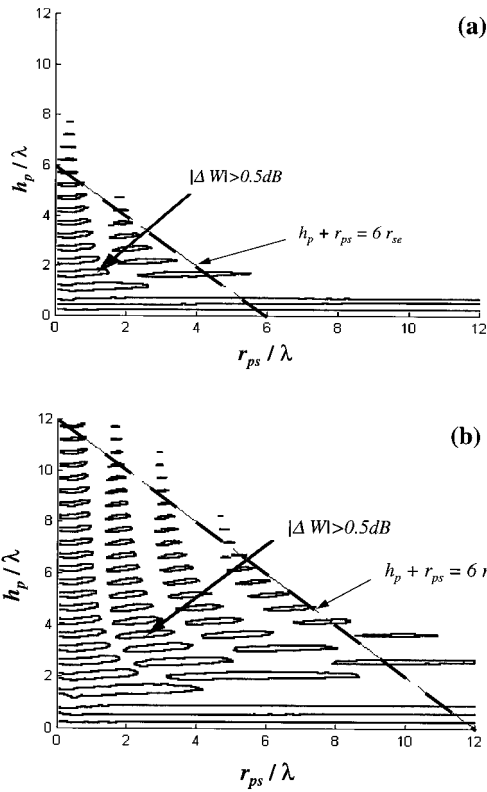 (a)
12
10
8
6
4
2
0
h_p / λ
|Δ W|>0.5dB
h_p + r_ps = 6 r_se
0 2 4 6 8 10 12
r_ps / λ
(b)
12
10
8
6
4
2
0
h_p / λ
|Δ W|>0.5dB
h_p + r_ps = 6 r
0 2 4 6 8 10 12
r_ps / λ